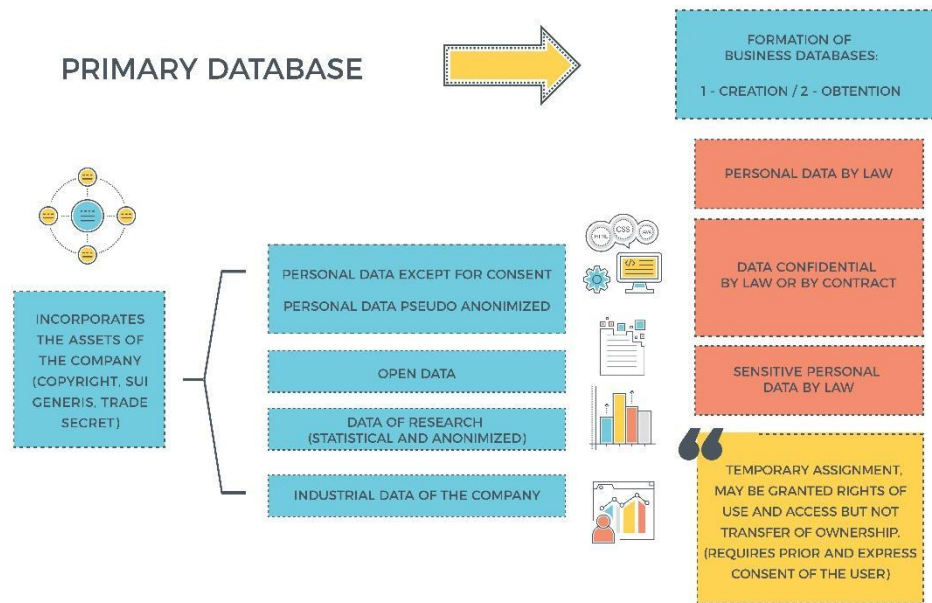 PRIMARY DATABASE
FORMATION OF
BUSINESS DATABASES:
1 - CREATION / 2 - OBTENTION
INCORPORATES
THE ASSETS OF
THE COMPANY
(COPYRIGHT, SUI
GENERIS, TRADE
SECRET)
PERSONAL DATA EXCEPT FOR CONSENT
PERSONAL DATA PSEUDO ANONIMIZED
OPEN DATA
DATA OF RESEARCH
(STATISTICAL AND ANONIMIZED)
INDUSTRIAL DATA OF THE COMPANY
HTML
CSS
JAVA
</>
PERSONAL DATA BY LAW
DATA CONFIDENTIAL
BY LAW OR BY CONTRACT
SENSITIVE PERSONAL
DATA BY LAW
“
TEMPORARY ASSIGNMENT,
MAY BE GRANTED RIGHTS OF
USE AND ACCESS BUT NOT
TRANSFER OF OWNERSHIP.
(REQUIRES PRIOR AND EXPRESS
CONSENT OF THE USER)